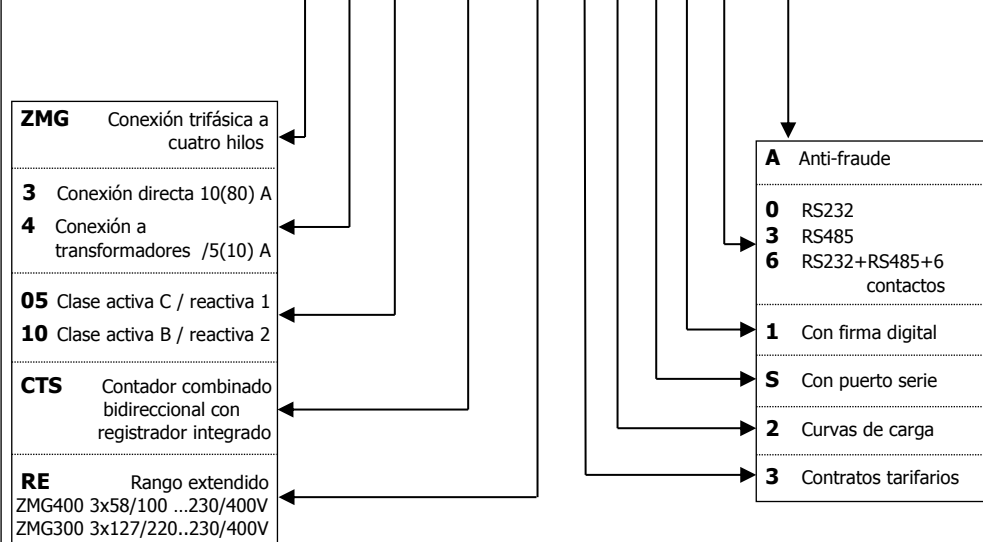 ZMG Conexión trifásica a
cuatro hilos
3 Conexión directa 10(80) A
4 Conexión a
transformadores /5(10) A
05 Clase activa C / reactiva 1
10 Clase activa B / reactiva 2
CTS Contador combinado
bidireccional con
registrador integrado
RE Rango extendido
ZMG400 3x58/100 ...230/400V
ZMG300 3x127/220..230/400V
A Anti-fraude
0 RS232
3 RS485
6 RS232+RS485+6
contactos
1 Con firma digital
S Con puerto serie
2 Curvas de carga
3 Contratos tarifarios